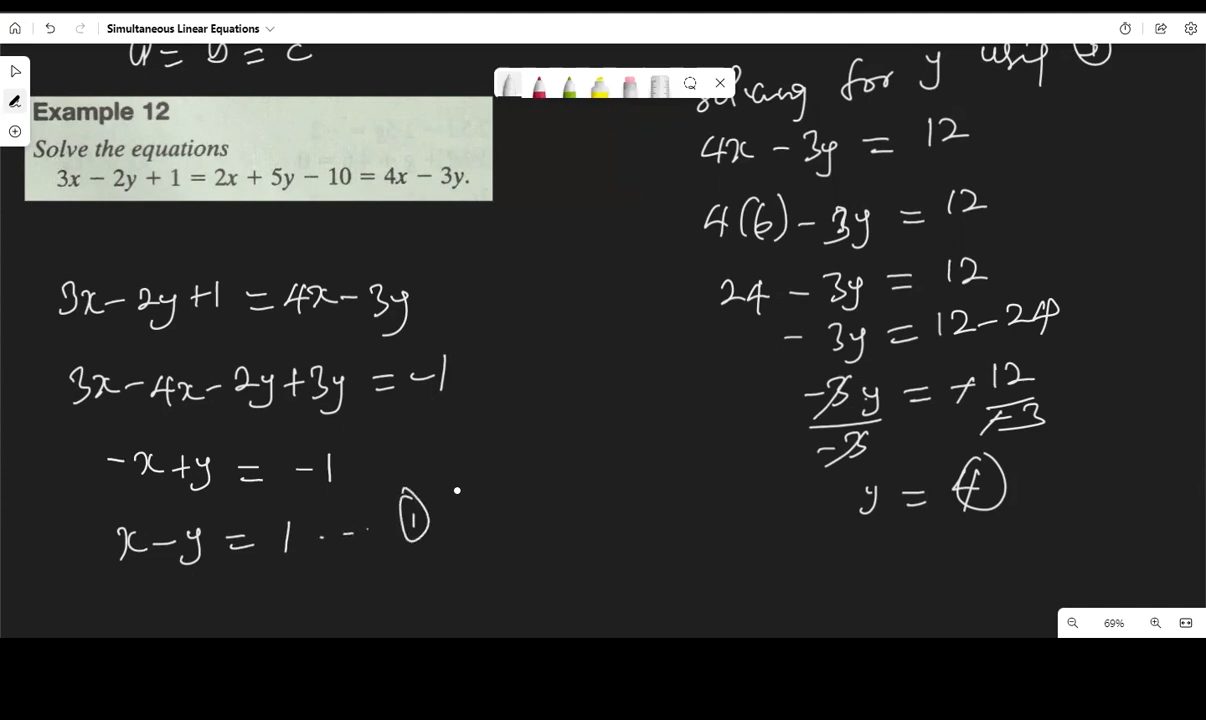 Simultaneous Linear Equations
a = b = c
Example 12
Solve the equations
3x − 2y + 1 = 2x + 5y − 10 = 4x − 3y.
3x − 2y + 1 = 4x − 3y
3x − 4x − 2y + 3y = −1
−x + y = −1
x − y = 1 ... ①
solving for y using
4x − 3y = 12
4(6) − 3y = 12
24 − 3y = 12
− 3y = 12 − 24
−3y/−3 = −12/−3
y = 4
69%